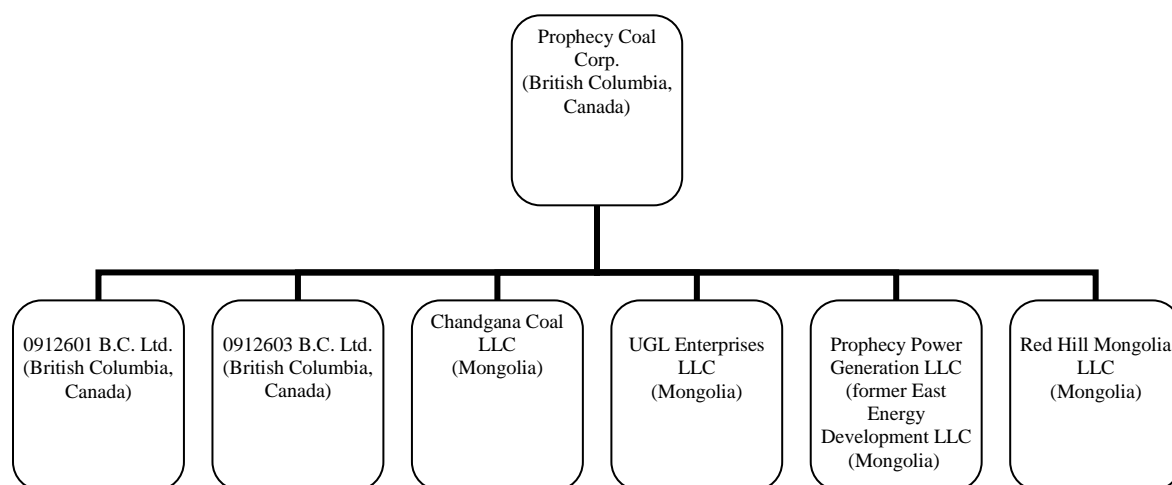 Prophecy Coal
Corp.
(British Columbia,
Canada)
0912601 B.C. Ltd.
(British Columbia,
Canada)
0912603 B.C. Ltd.
(British Columbia,
Canada)
Chandgana Coal
LLC
(Mongolia)
UGL Enterprises
LLC
(Mongolia)
Prophecy Power
Generation LLC
(former East
Energy
Development LLC
(Mongolia)
Red Hill Mongolia
LLC
(Mongolia)